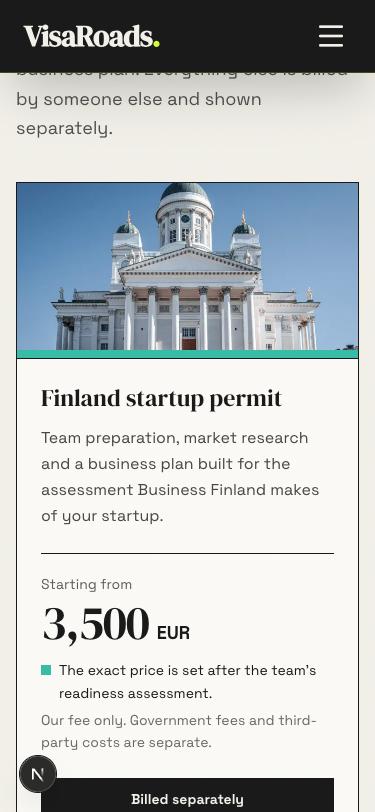 VisaRoads.
business plan. Everything else is billed
by someone else and shown
separately.
Finland startup permit
Team preparation, market research
and a business plan built for the
assessment Business Finland makes
of your startup.
Starting from
3,500 EUR
The exact price is set after the team's
readiness assessment.
Our fee only. Government fees and third-
party costs are separate.
N
Billed separately